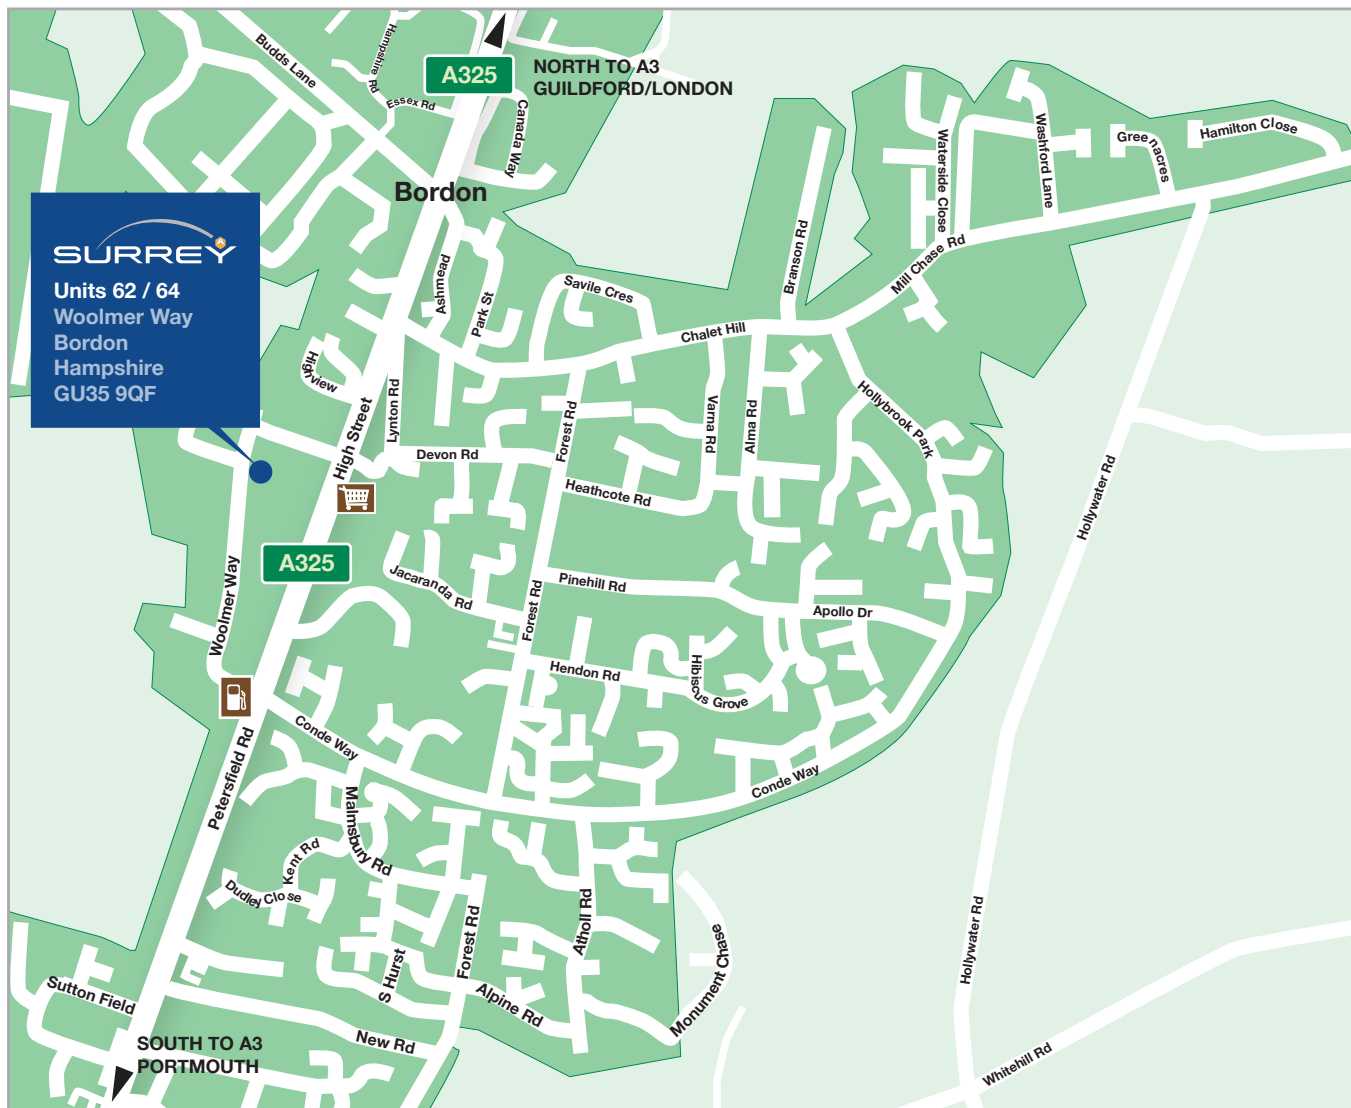 Budds Lane
Hampshire Rd
Essex Rd
A325
NORTH TO A3
GUILDFORD/LONDON
Canada Way
Bordon
SURREY
Units 62 / 64
Woolmer Way
Bordon
Hampshire
GU35 9QF
Ashmead
Park St
Savile Cres
Branson Rd
Waterside Close
Washford Lane
Greenacres
Hamilton Close
Mill Chase Rd
Chalet Hill
Highview
Lynton Rd
High Street
Devon Rd
Forest Rd
Heathcote Rd
Varna Rd
Alma Rd
Hollybrook Park
Hollywater Rd
A325
Woolmer Way
Jacaranda Rd
Forest Rd
Pinehill Rd
Apollo Dr
Hendon Rd
Hibiscus Grove
Conde Way
Petersfield Rd
Conde Way
Malmsbury Rd
Kent Rd
Dudley Close
Forest Rd
Atholl Rd
Monument Chase
Hollywater Rd
S Hurst
Alpine Rd
Sutton Field
New Rd
SOUTH TO A3
PORTMOUTH
Whitehill Rd